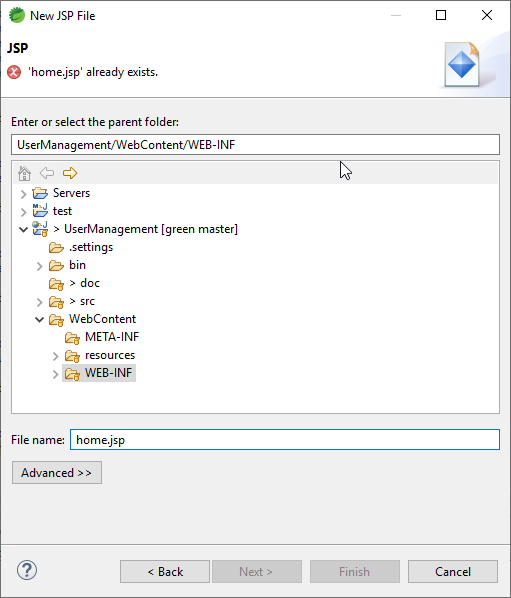 New JSP File
JSP
'home.jsp' already exists.
Enter or select the parent folder:
UserManagement/WebContent/WEB-INF
Servers
test
> UserManagement [green master]
.settings
bin
> doc
> src
WebContent
META-INF
resources
WEB-INF
File name: home.jsp
Advanced >>
? < Back Next > Finish Cancel